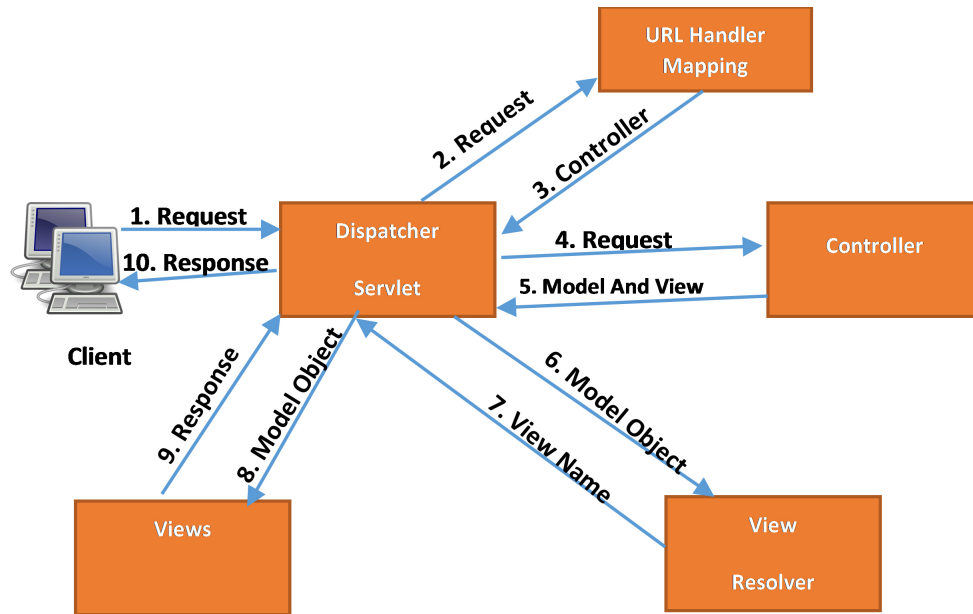 URL Handler
Mapping
2. Request
3. Controller
1. Request
10. Response
Client
Dispatcher
Servlet
4. Request
5. Model And View
Controller
6. Model Object
7. View Name
8. Model Object
9. Response
Views
View
Resolver